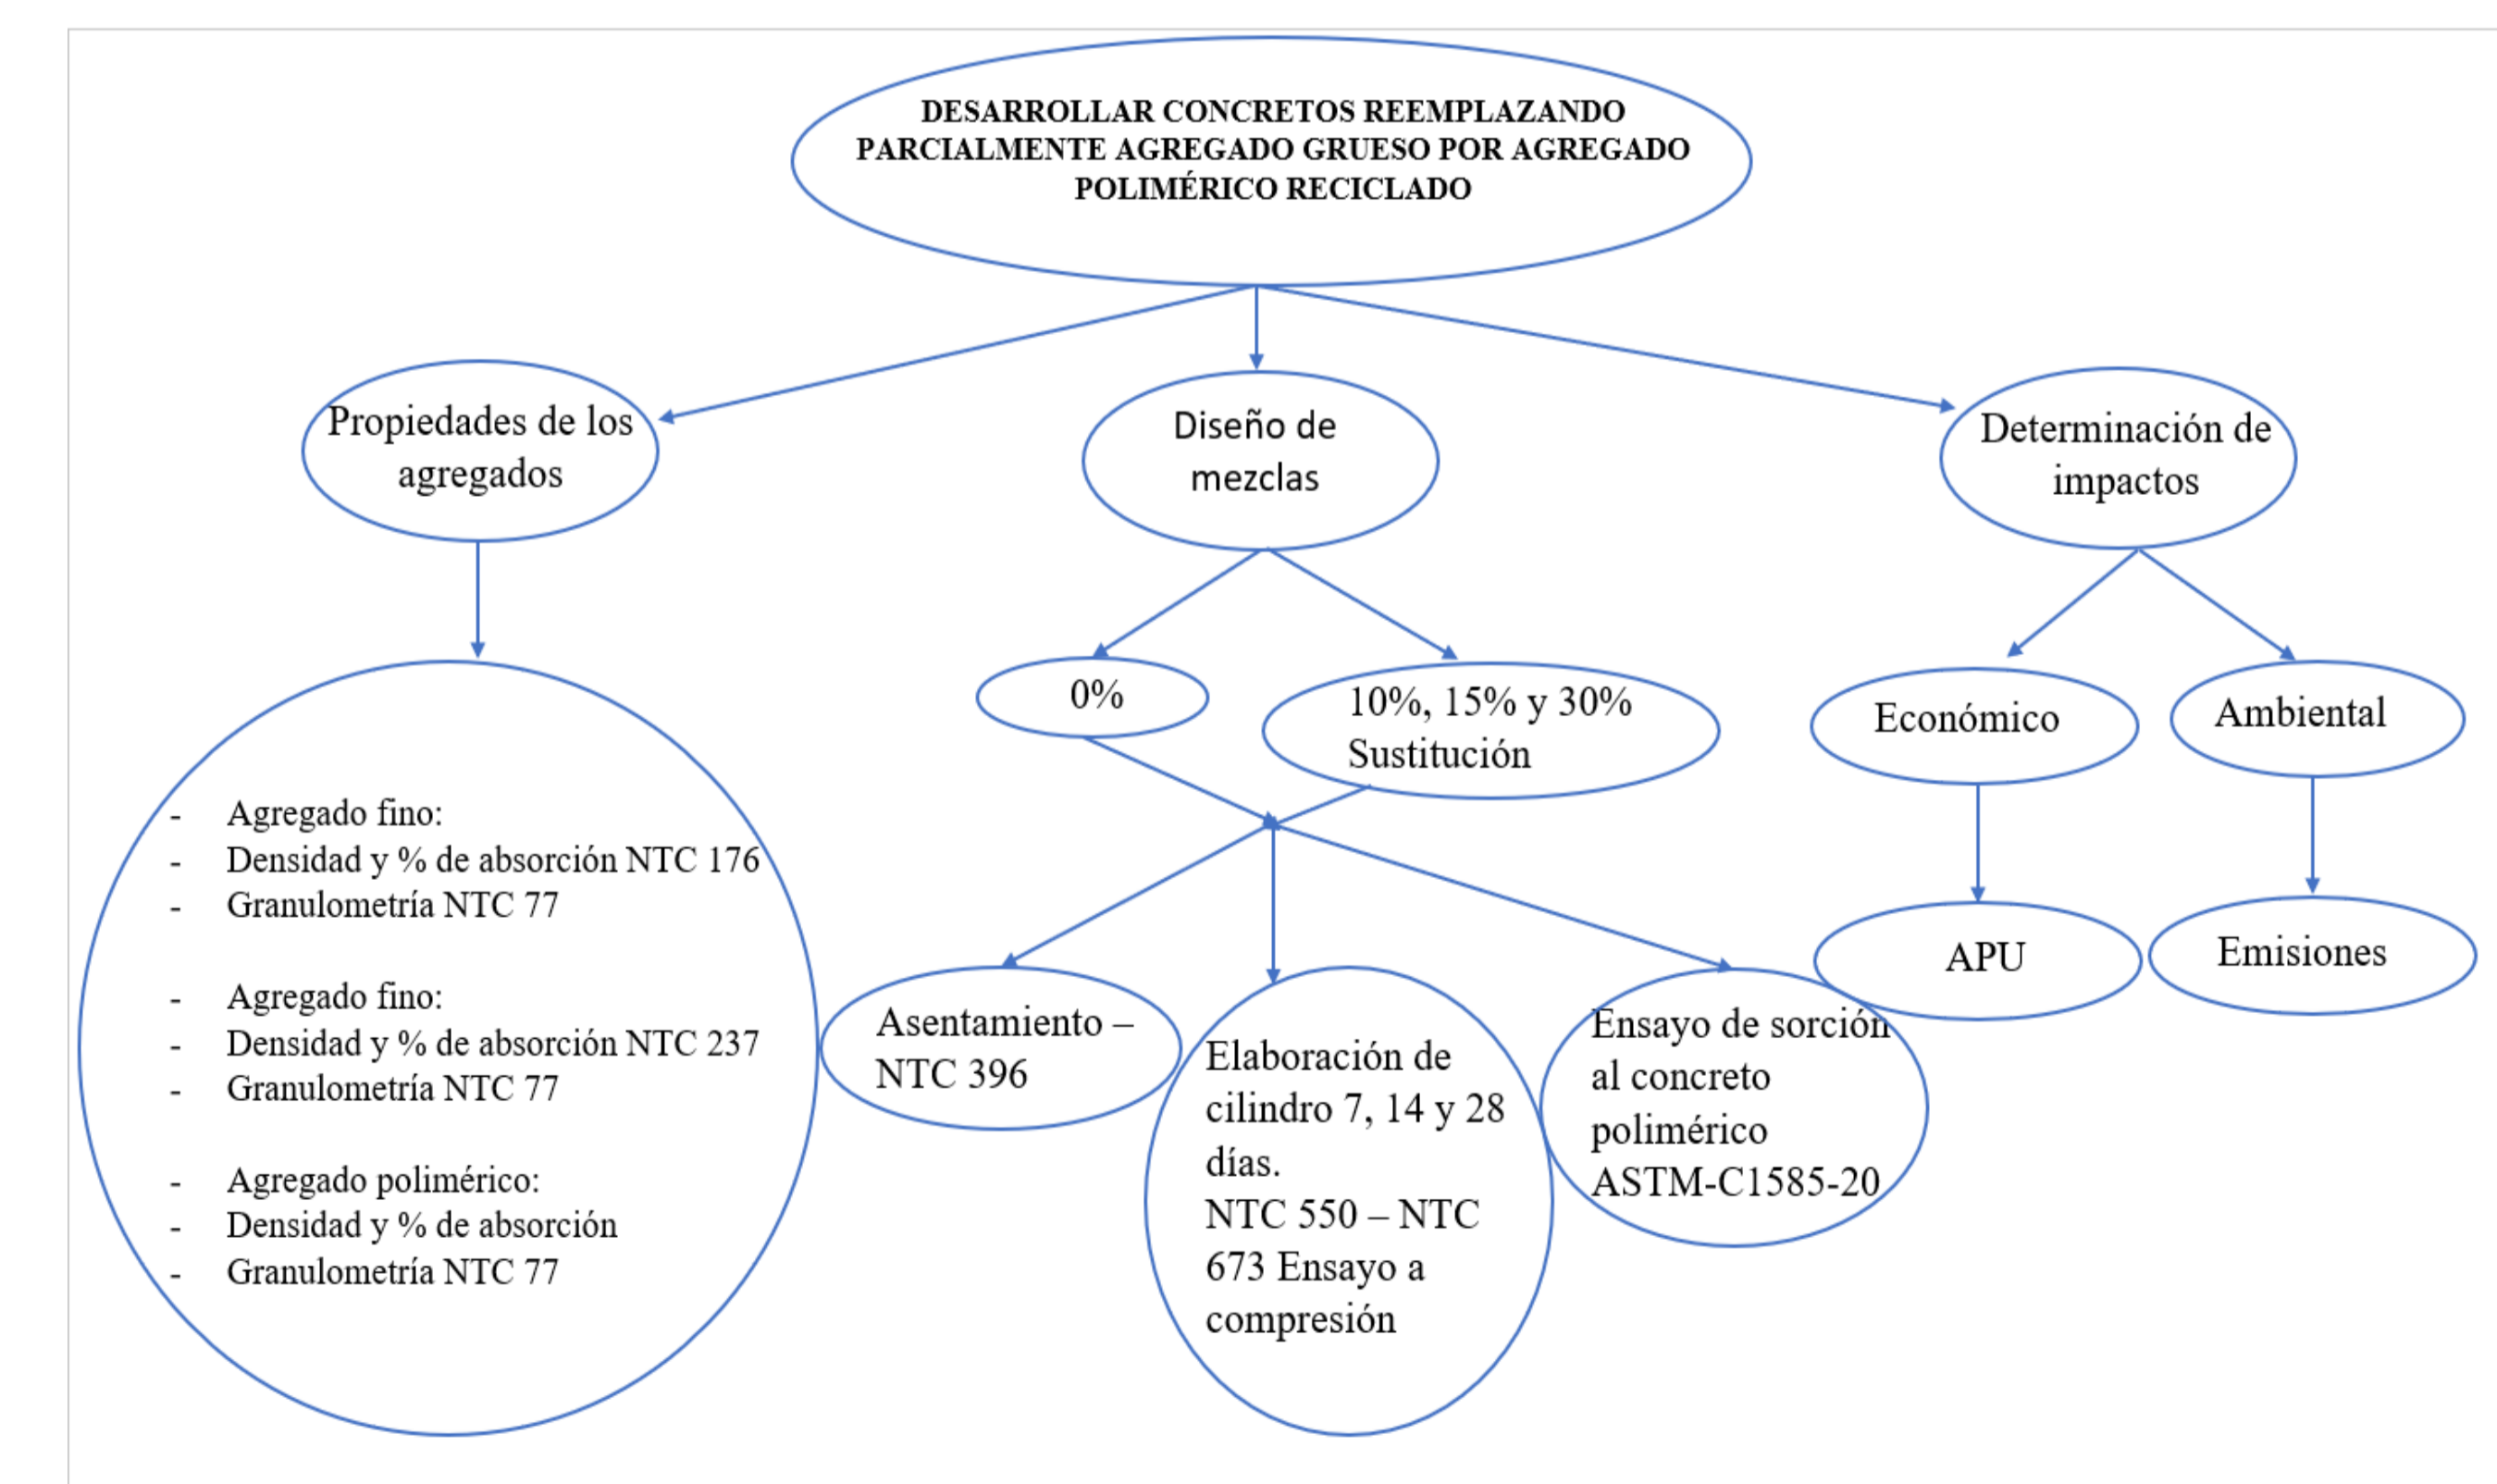 DESARROLLAR CONCRETOS REEMPLAZANDO
PARCIALMENTE AGREGADO GRUESO POR AGREGADO
POLIMÉRICO RECICLADO
Propiedades de los
agregados
Diseño de
mezclas
Determinación de
impactos
0%
10%, 15% y 30%
Sustitución
Económico
Ambiental
- Agregado fino:
- Densidad y % de absorción NTC 176
- Granulometría NTC 77
- Agregado fino:
- Densidad y % de absorción NTC 237
- Granulometría NTC 77
- Agregado polimérico:
- Densidad y % de absorción
- Granulometría NTC 77
Asentamiento –
NTC 396
Elaboración de
cilindro 7, 14 y 28
días.
NTC 550 – NTC
673 Ensayo a
compresión
Ensayo de sorción
al concreto
polimérico
ASTM-C1585-20
APU
Emisiones